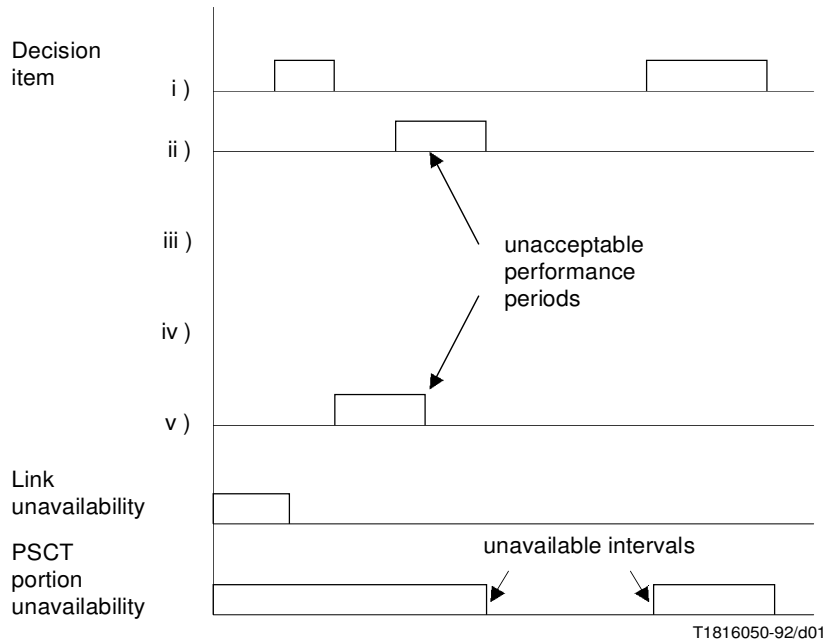 Decision
item
i )
ii )
iii )
unacceptable
performance
periods
iv )
v )
Link
unavailability
PSCT
portion
unavailability
unavailable intervals
T1816050-92/d01